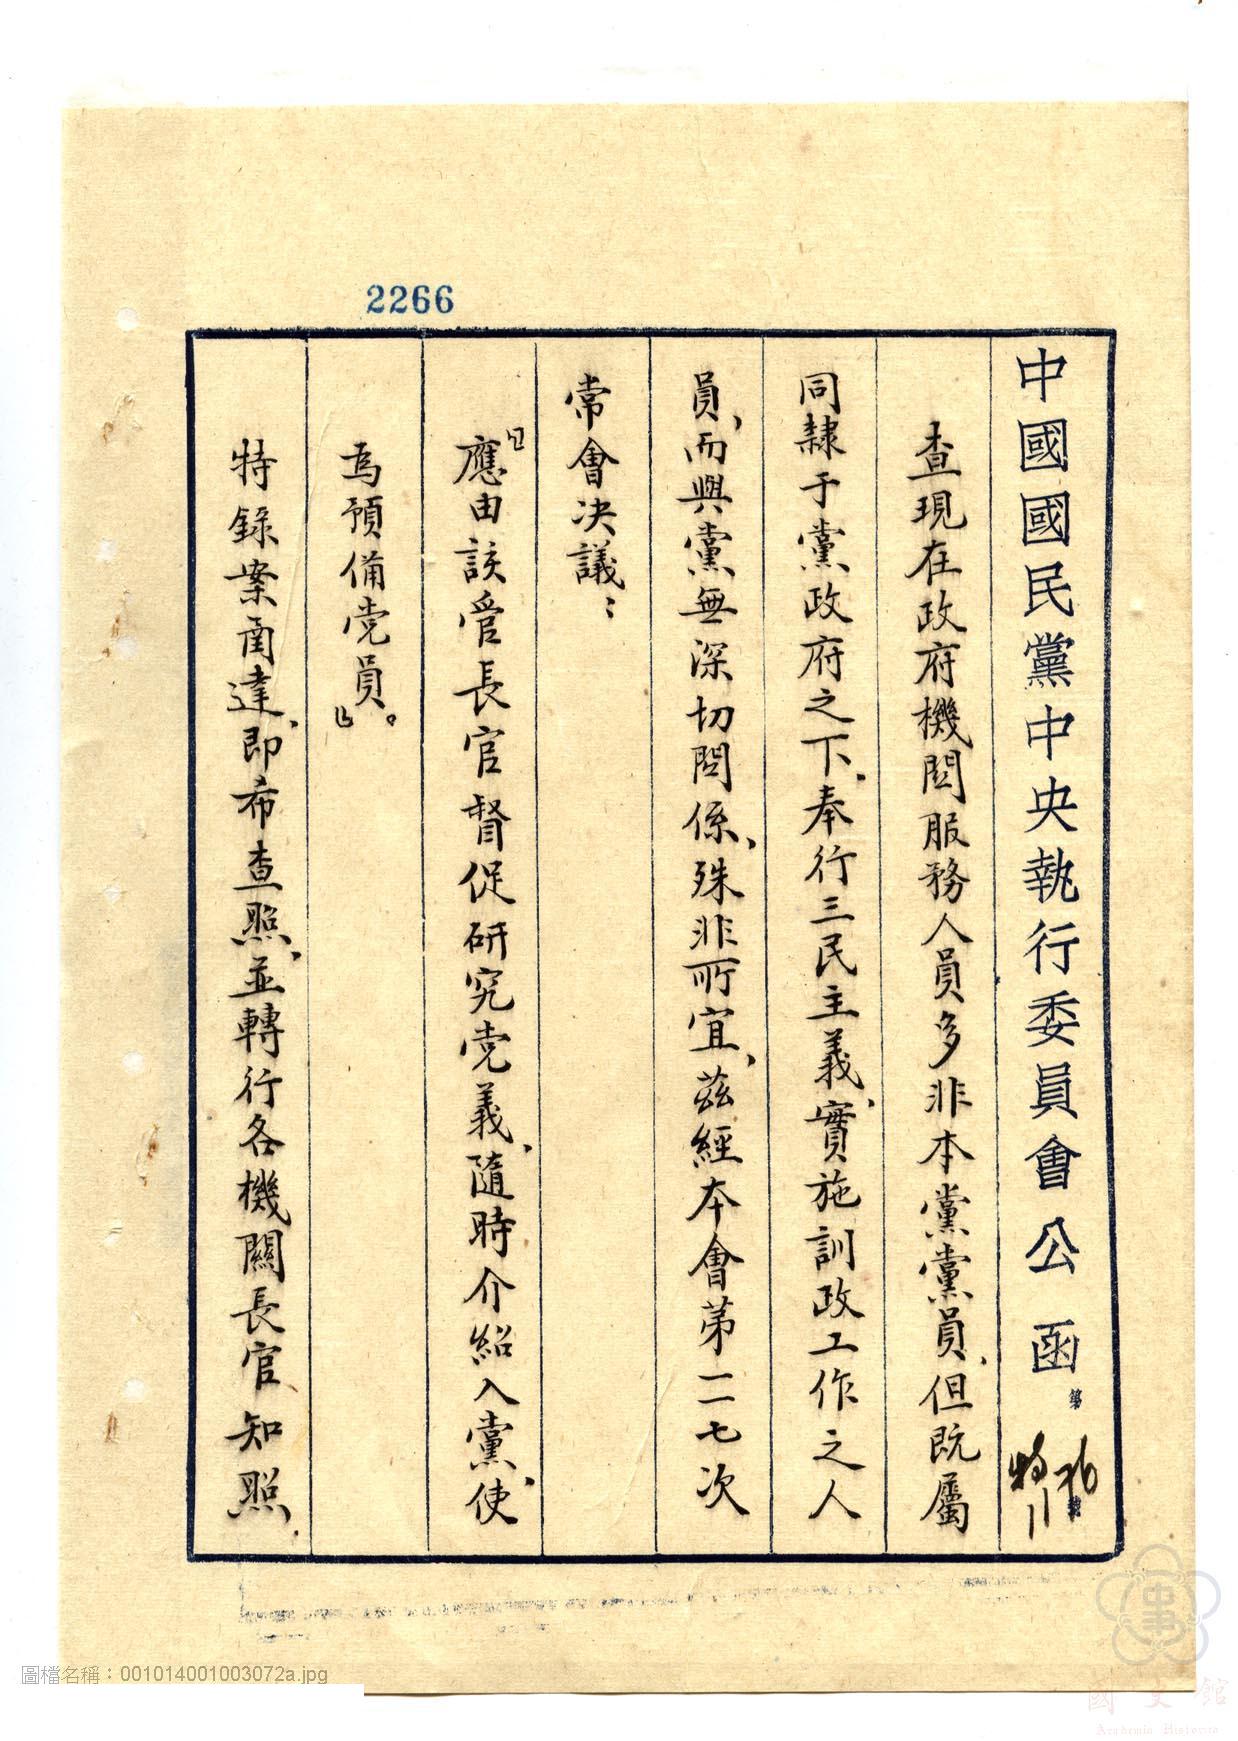 2266
中國國民黨中央執行委員會公函 第 號
查現在政府機関服務人員多非本黨黨員、但既屬
同隸于黨政府之下、奉行三民主義、實施訓政工作之人
員、而與黨無深切関係、殊非所宜、茲經本會第一二七次
常會决議：
「應由該管長官督促研究党義、隨時介紹入黨、使
為預備党員。」
特錄案函達、即希查照、並轉行各機關長官知照、
圖檔名稱：001014001003072a.jpg
國史館
Academia Historica